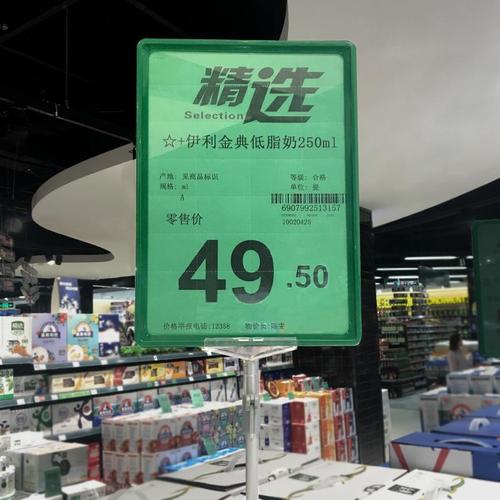 精选
Selection
☆+伊利金典低脂奶250ml
产地: 见商品标识
等级: 合格
规格: ml
单位: 提
A
6907992513157
零售价
10020425
49.50
价格举报电话:12358
物价员: